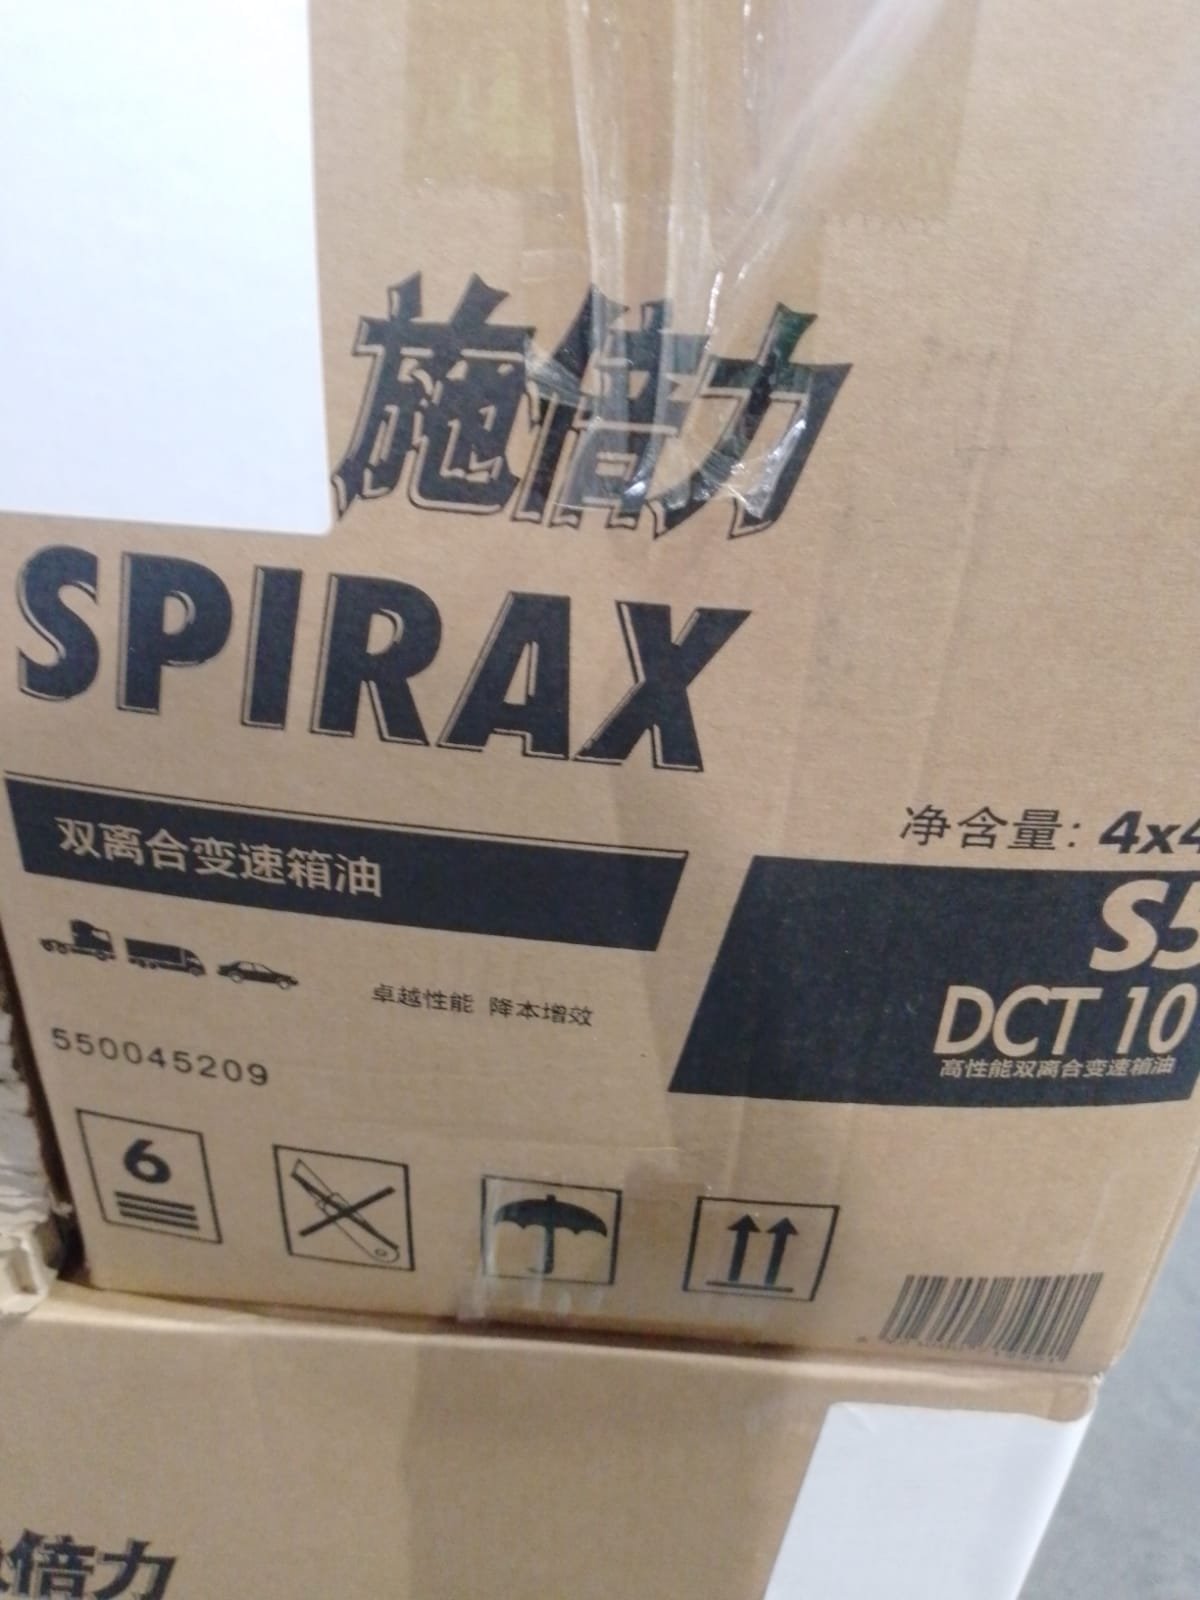 施倍力
SPIRAX
双离合变速箱油
净含量: 4x4
S5
DCT 10
高性能双离合变速箱油
卓越性能 降本增效
550045209
6
倍力